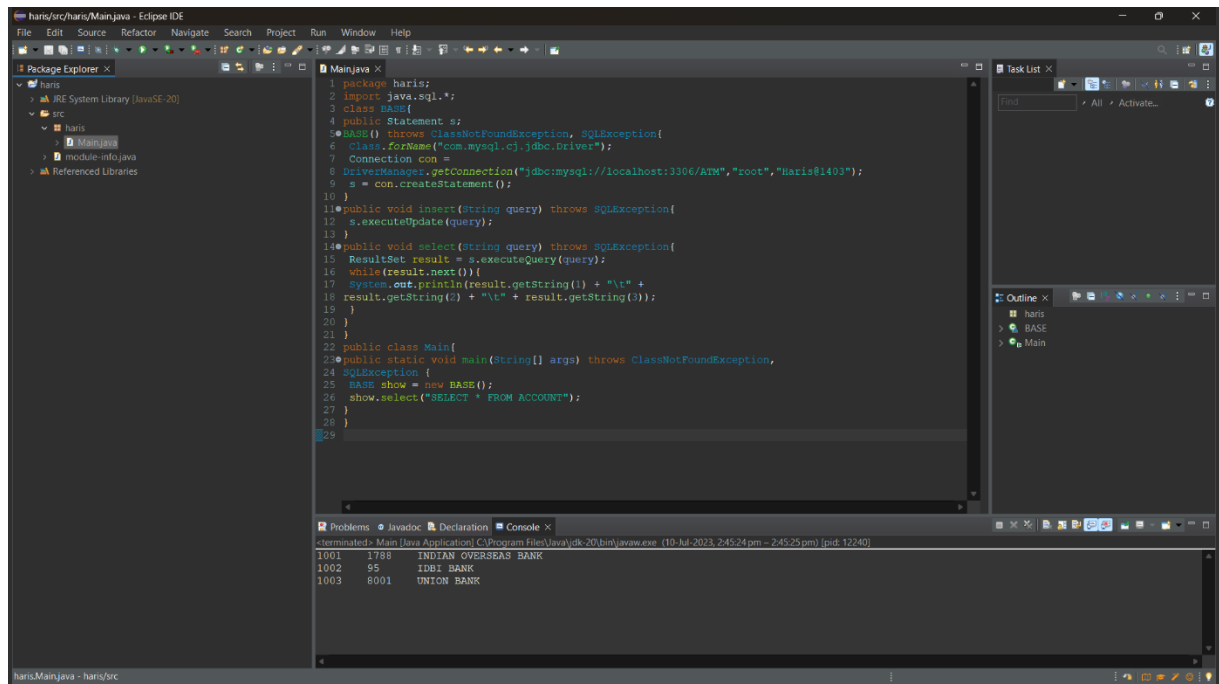 haris/src/haris/Main.java - Eclipse IDE
File Edit Source Refactor Navigate Search Project Run Window Help
Package Explorer
haris
JRE System Library [JavaSE-20]
src
haris
Main.java
module-info.java
Referenced Libraries
Main.java
1 package haris;
2 import java.sql.*;
3 class BASE{
4 public Statement s;
5 BASE() throws ClassNotFoundException, SQLException{
6 Class.forName("com.mysql.cj.jdbc.Driver");
7 Connection con =
8 DriverManager.getConnection("jdbc:mysql://localhost:3306/ATM","root","Haris@1403");
9 s = con.createStatement();
10 }
11 public void insert(String query) throws SQLException{
12 s.executeUpdate(query);
13 }
14 public void select(String query) throws SQLException{
15 ResultSet result = s.executeQuery(query);
16 while(result.next()){
17 System.out.println(result.getString(1) + "\t" +
18 result.getString(2) + "\t" + result.getString(3));
19 }
20 }
21 }
22 public class Main{
23 public static void main(String[] args) throws ClassNotFoundException,
24 SQLException {
25 BASE show = new BASE();
26 show.select("SELECT * FROM ACCOUNT");
27 }
28 }
29
Task List
Find All Activate...
Outline
haris
BASE
Main
Problems Javadoc Declaration Console
<terminated> Main [Java Application] C:\Program Files\Java\jdk-20\bin\javaw.exe (10-Jul-2023, 2:45:24 pm – 2:45:25 pm) [pid: 12240]
1001 1788 INDIAN OVERSEAS BANK
1002 95 IDBI BANK
1003 8001 UNION BANK
haris.Main.java - haris/src